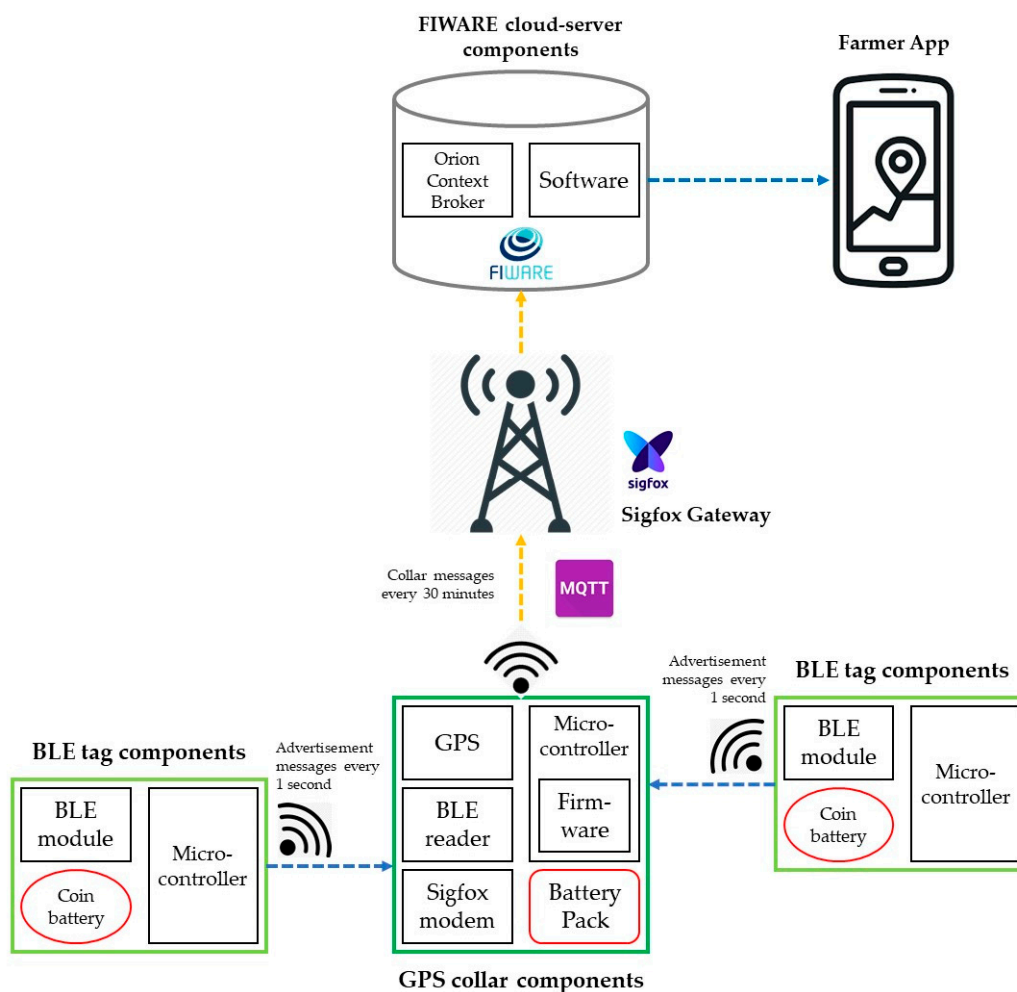 FIWARE cloud-server
components
Farmer App
Orion
Context
Broker
Software
FIWARE
sigfox
Sigfox Gateway
Collar messages
every 30 minutes
MQTT
BLE tag components
Advertisement
messages every
1 second
BLE
module
Coin
battery
Micro-
controller
GPS
BLE
reader
Sigfox
modem
Micro-
controller
Firm-
ware
Battery
Pack
GPS collar components
Advertisement
messages every
1 second
BLE tag components
BLE
module
Coin
battery
Micro-
controller